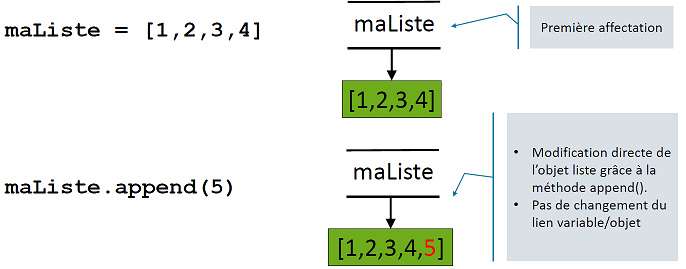 maListe = [1,2,3,4]
maListe
Première affectation
[1,2,3,4]
maListe.append(5)
maListe
• Modification directe de
l’objet liste grâce à la
méthode append().
• Pas de changement du
lien variable/objet
[1,2,3,4,5]